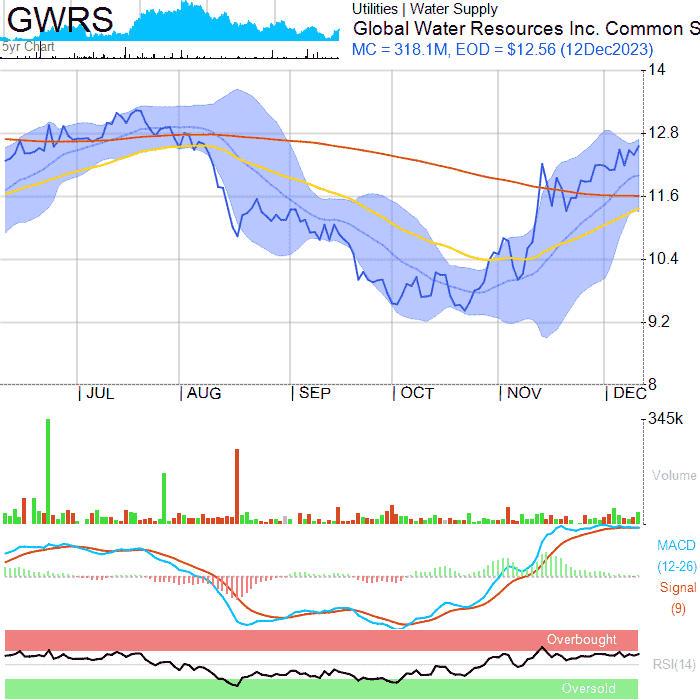 GWRS
5yr Chart
Utilities | Water Supply
Global Water Resources Inc. Common S
MC = 318.1M, EOD = $12.56 (12Dec2023)
14
12.8
11.6
10.4
9.2
8
JUL
AUG
SEP
OCT
NOV
DEC
345k
Volume
MACD
(12-26)
Signal
(9)
Overbought
RSI(14)
Oversold